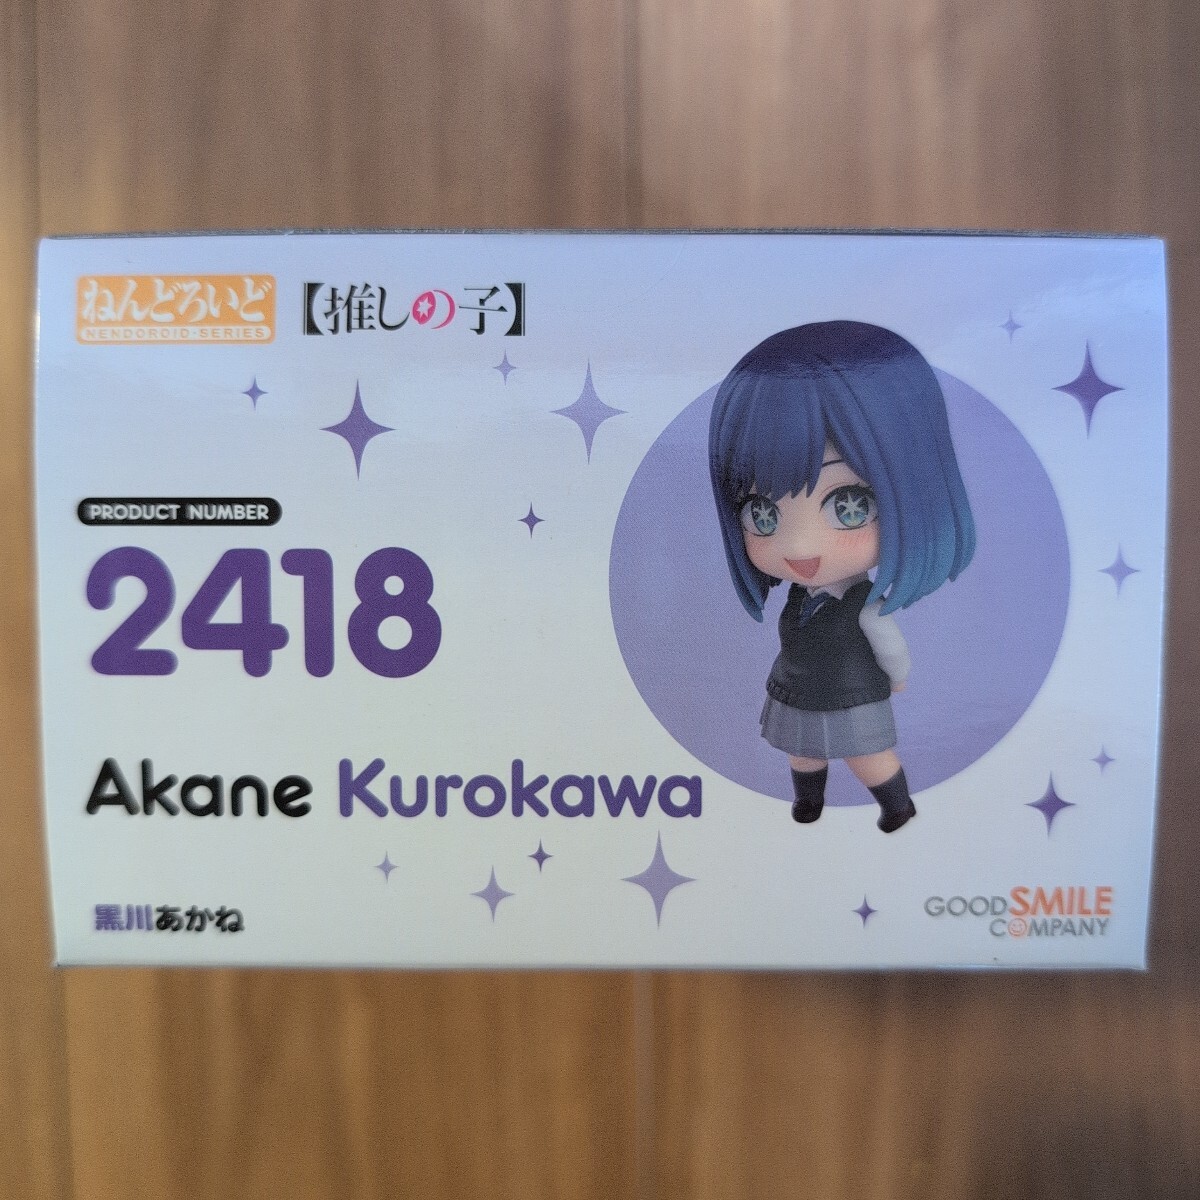 ねんどろいど
NENDOROID·SERIES
【推しの子】
PRODUCT NUMBER
2418
Akane Kurokawa
黒川あかね
GOOD SMILE
COMPANY